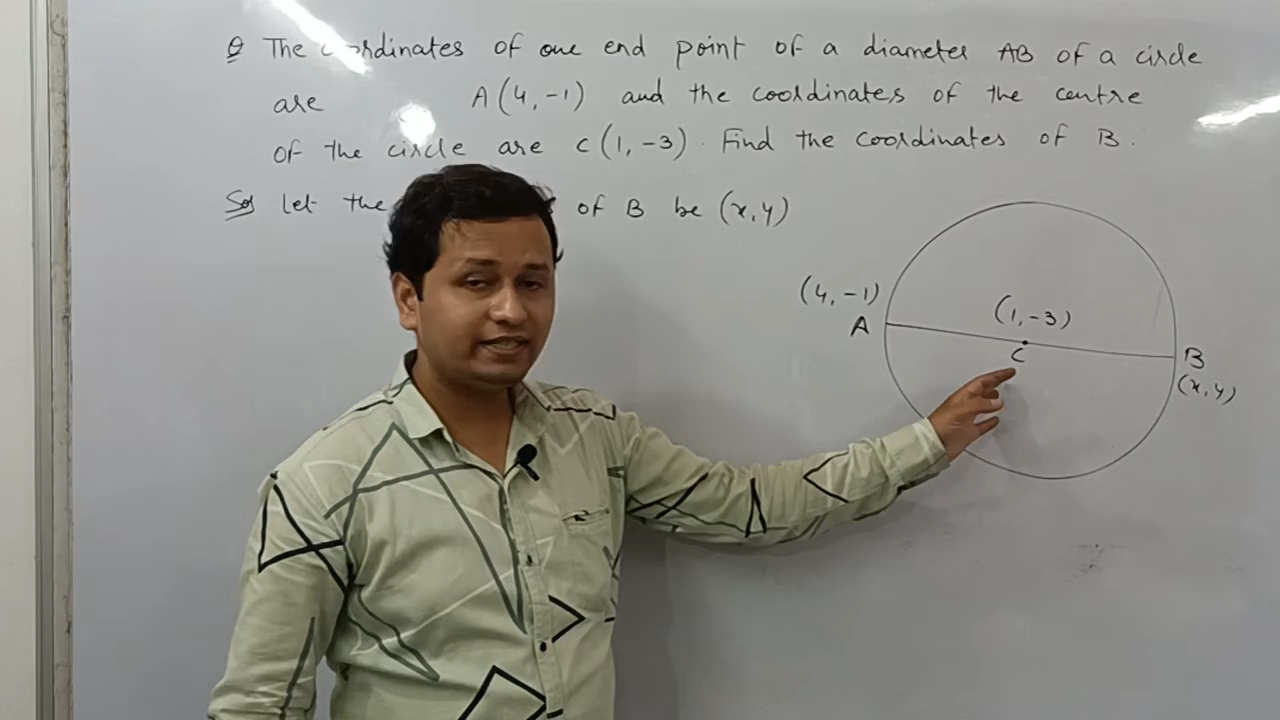 Q The coordinates of one end point of a diameter AB of a circle
are A(4,-1) and the coordinates of the centre
of the circle are C(1,-3). Find the coordinates of B.
Sol Let the of B be (x,y)
(4,-1)
A
(1,-3)
C
B
(x,y)